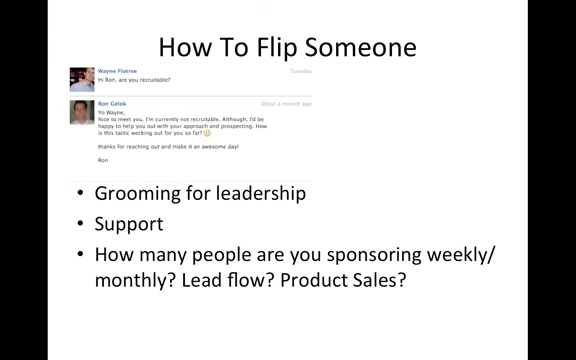 How To Flip Someone
Wayne Flotree
Tuesday
Hi Ron, are you recruitable?
Ron Gelok
about a minute ago
Yo Wayne,
Nice to meet you. I'm currently not recruitable. Although, I'd be
happy to help you out with your approach and prospecting. How
is this tactic working out for you so far?
thanks for reaching out and make it an awesome day!
Ron
• Grooming for leadership
• Support
• How many people are you sponsoring weekly/
monthly? Lead flow? Product Sales?